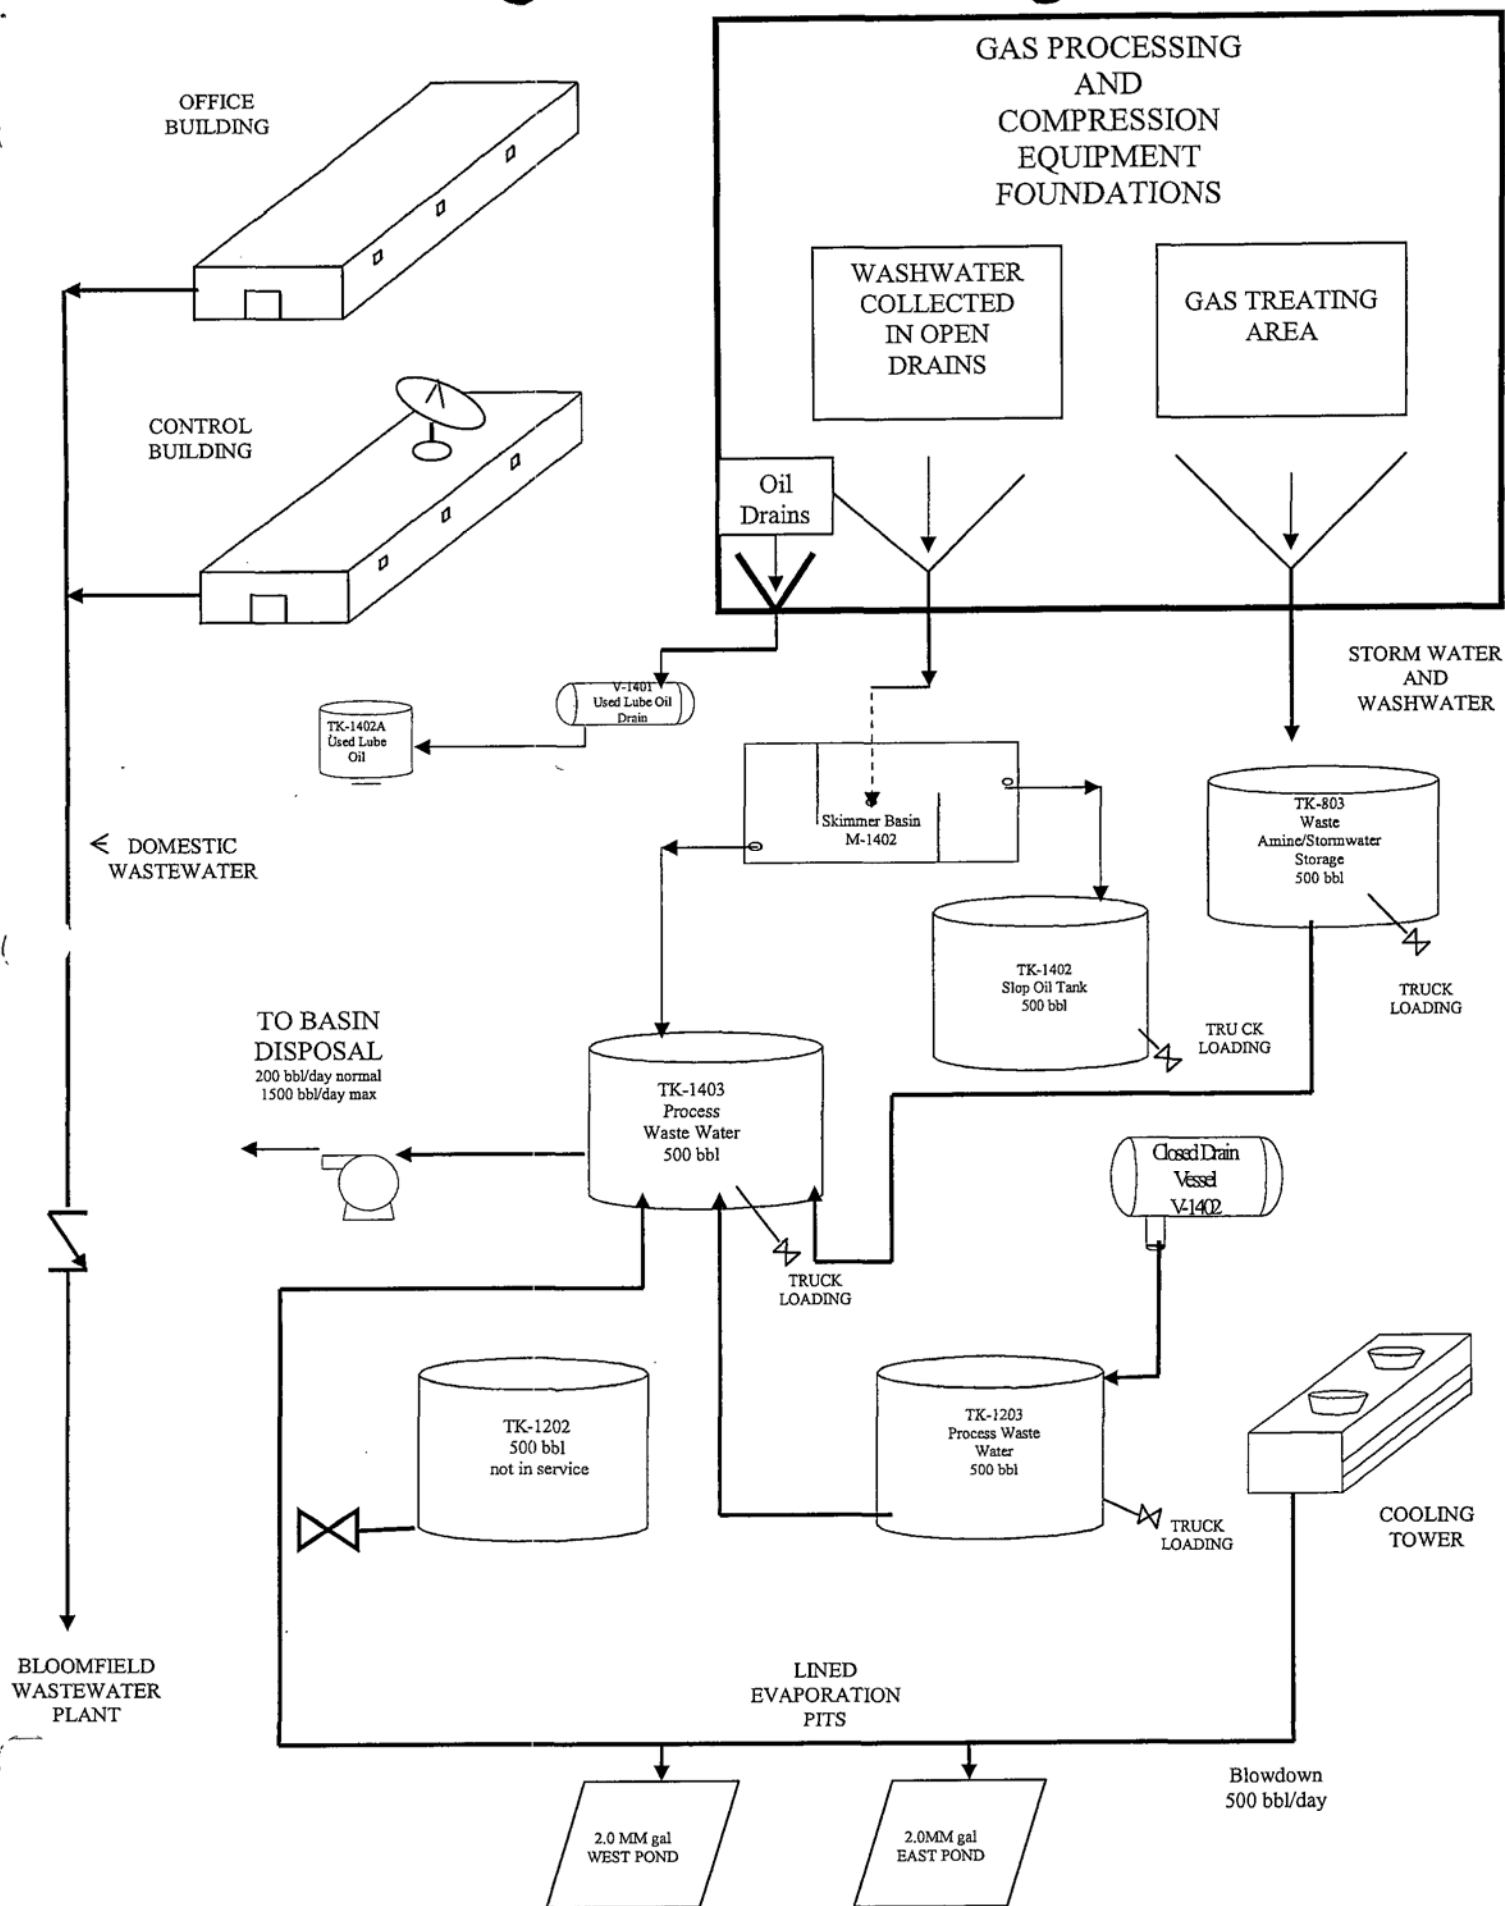 GAS PROCESSING
AND
COMPRESSION
EQUIPMENT
FOUNDATIONS
OFFICE
BUILDING
WASHWATER
COLLECTED
IN OPEN
DRAINS
GAS TREATING
AREA
CONTROL
BUILDING
Oil
Drains
STORM WATER
AND
WASHWATER
V-1401
Used Lube Oil
Drain
TK-1402A
Used Lube
Oil
Skimmer Basin
M-1402
TK-803
Waste
Amine/Stormwater
Storage
500 bbl
DOMESTIC
WASTEWATER
TK-1402
Slop Oil Tank
500 bbl
TRUCK
LOADING
TRU CK
LOADING
TO BASIN
DISPOSAL
200 bbl/day normal
1500 bbl/day max
TK-1403
Process
Waste Water
500 bbl
Closed Drain
Vessel
V-1402
TRUCK
LOADING
TK-1202
500 bbl
not in service
TK-1203
Process Waste
Water
500 bbl
TRUCK
LOADING
COOLING
TOWER
BLOOMFIELD
WASTEWATER
PLANT
LINED
EVAPORATION
PITS
Blowdown
500 bbl/day
2.0 MM gal
WEST POND
2.0MM gal
EAST POND